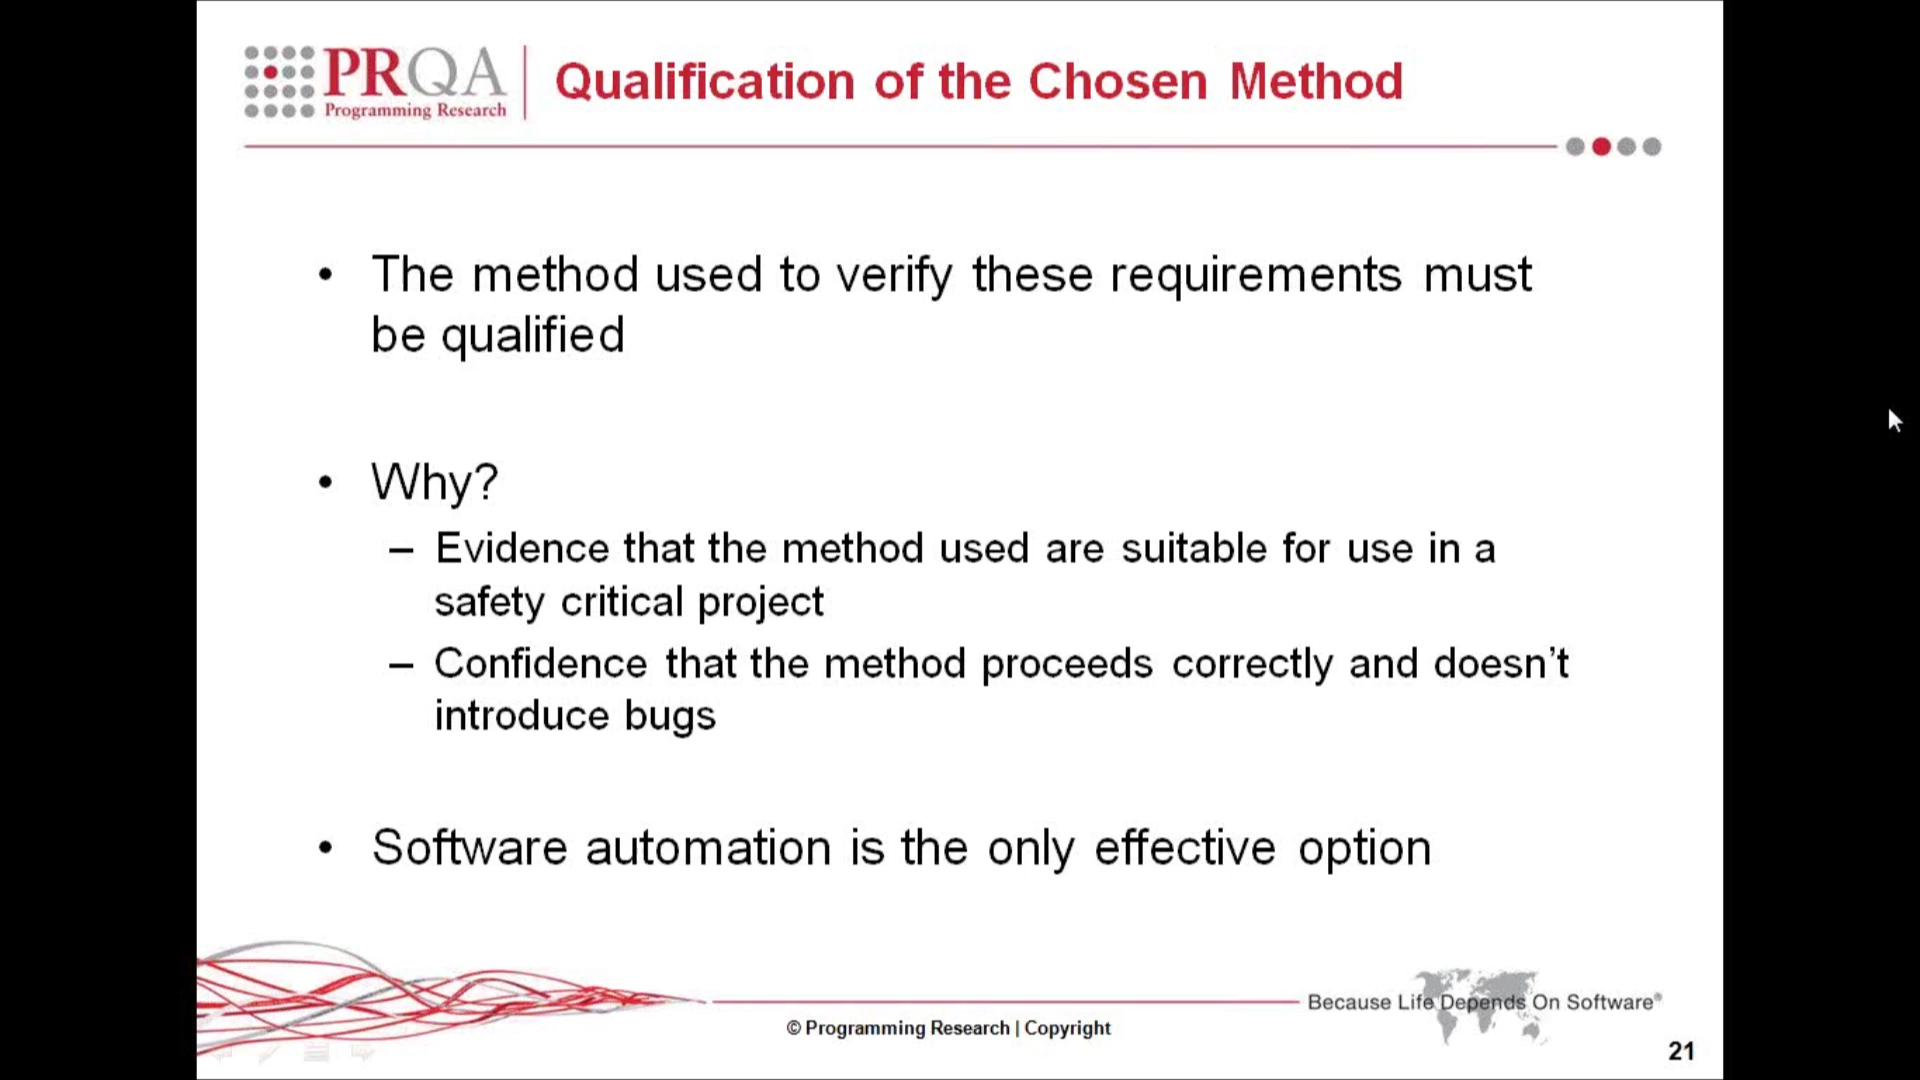 PRQA
Programming Research
Qualification of the Chosen Method
• The method used to verify these requirements must
be qualified
• Why?
– Evidence that the method used are suitable for use in a
safety critical project
– Confidence that the method proceeds correctly and doesn't
introduce bugs
• Software automation is the only effective option
Because Life Depends On Software®
© Programming Research | Copyright
21